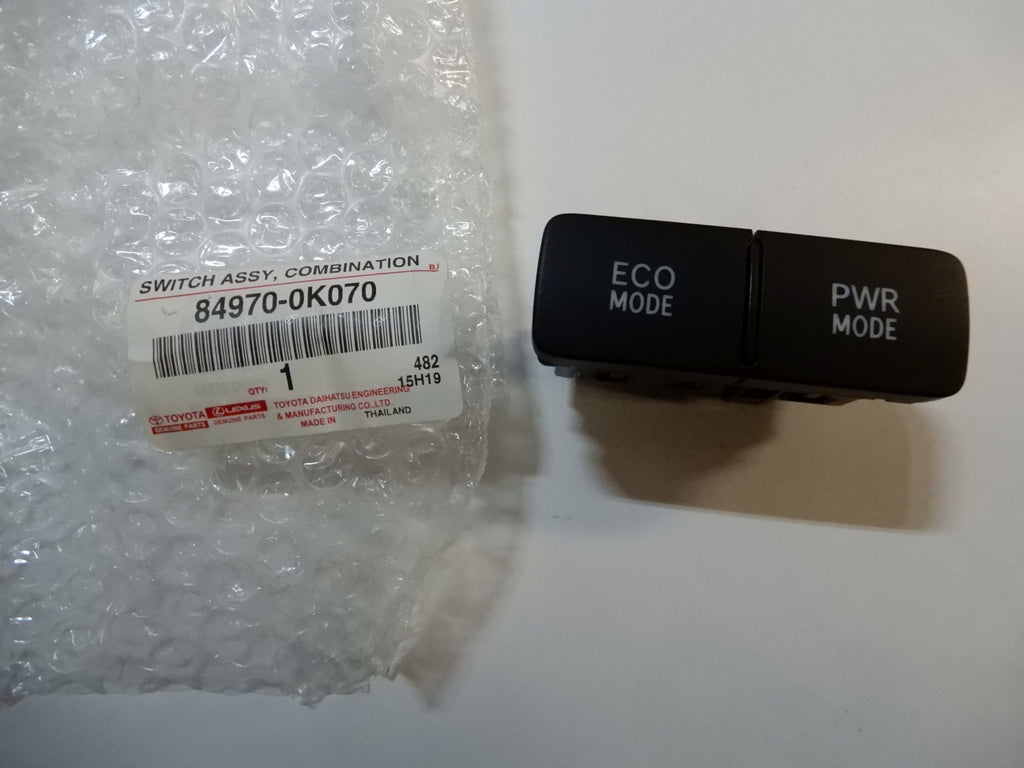 SWITCH ASSY, COMBINATION
BJ
84970-0K070
QTY: 1
482
15H19
TOYOTA
GENUINE PARTS
LEXUS
GENUINE PARTS
TOYOTA DAIHATSU ENGINEERING
& MANUFACTURING CO.,LTD.
MADE IN THAILAND
ECO
MODE
PWR
MODE